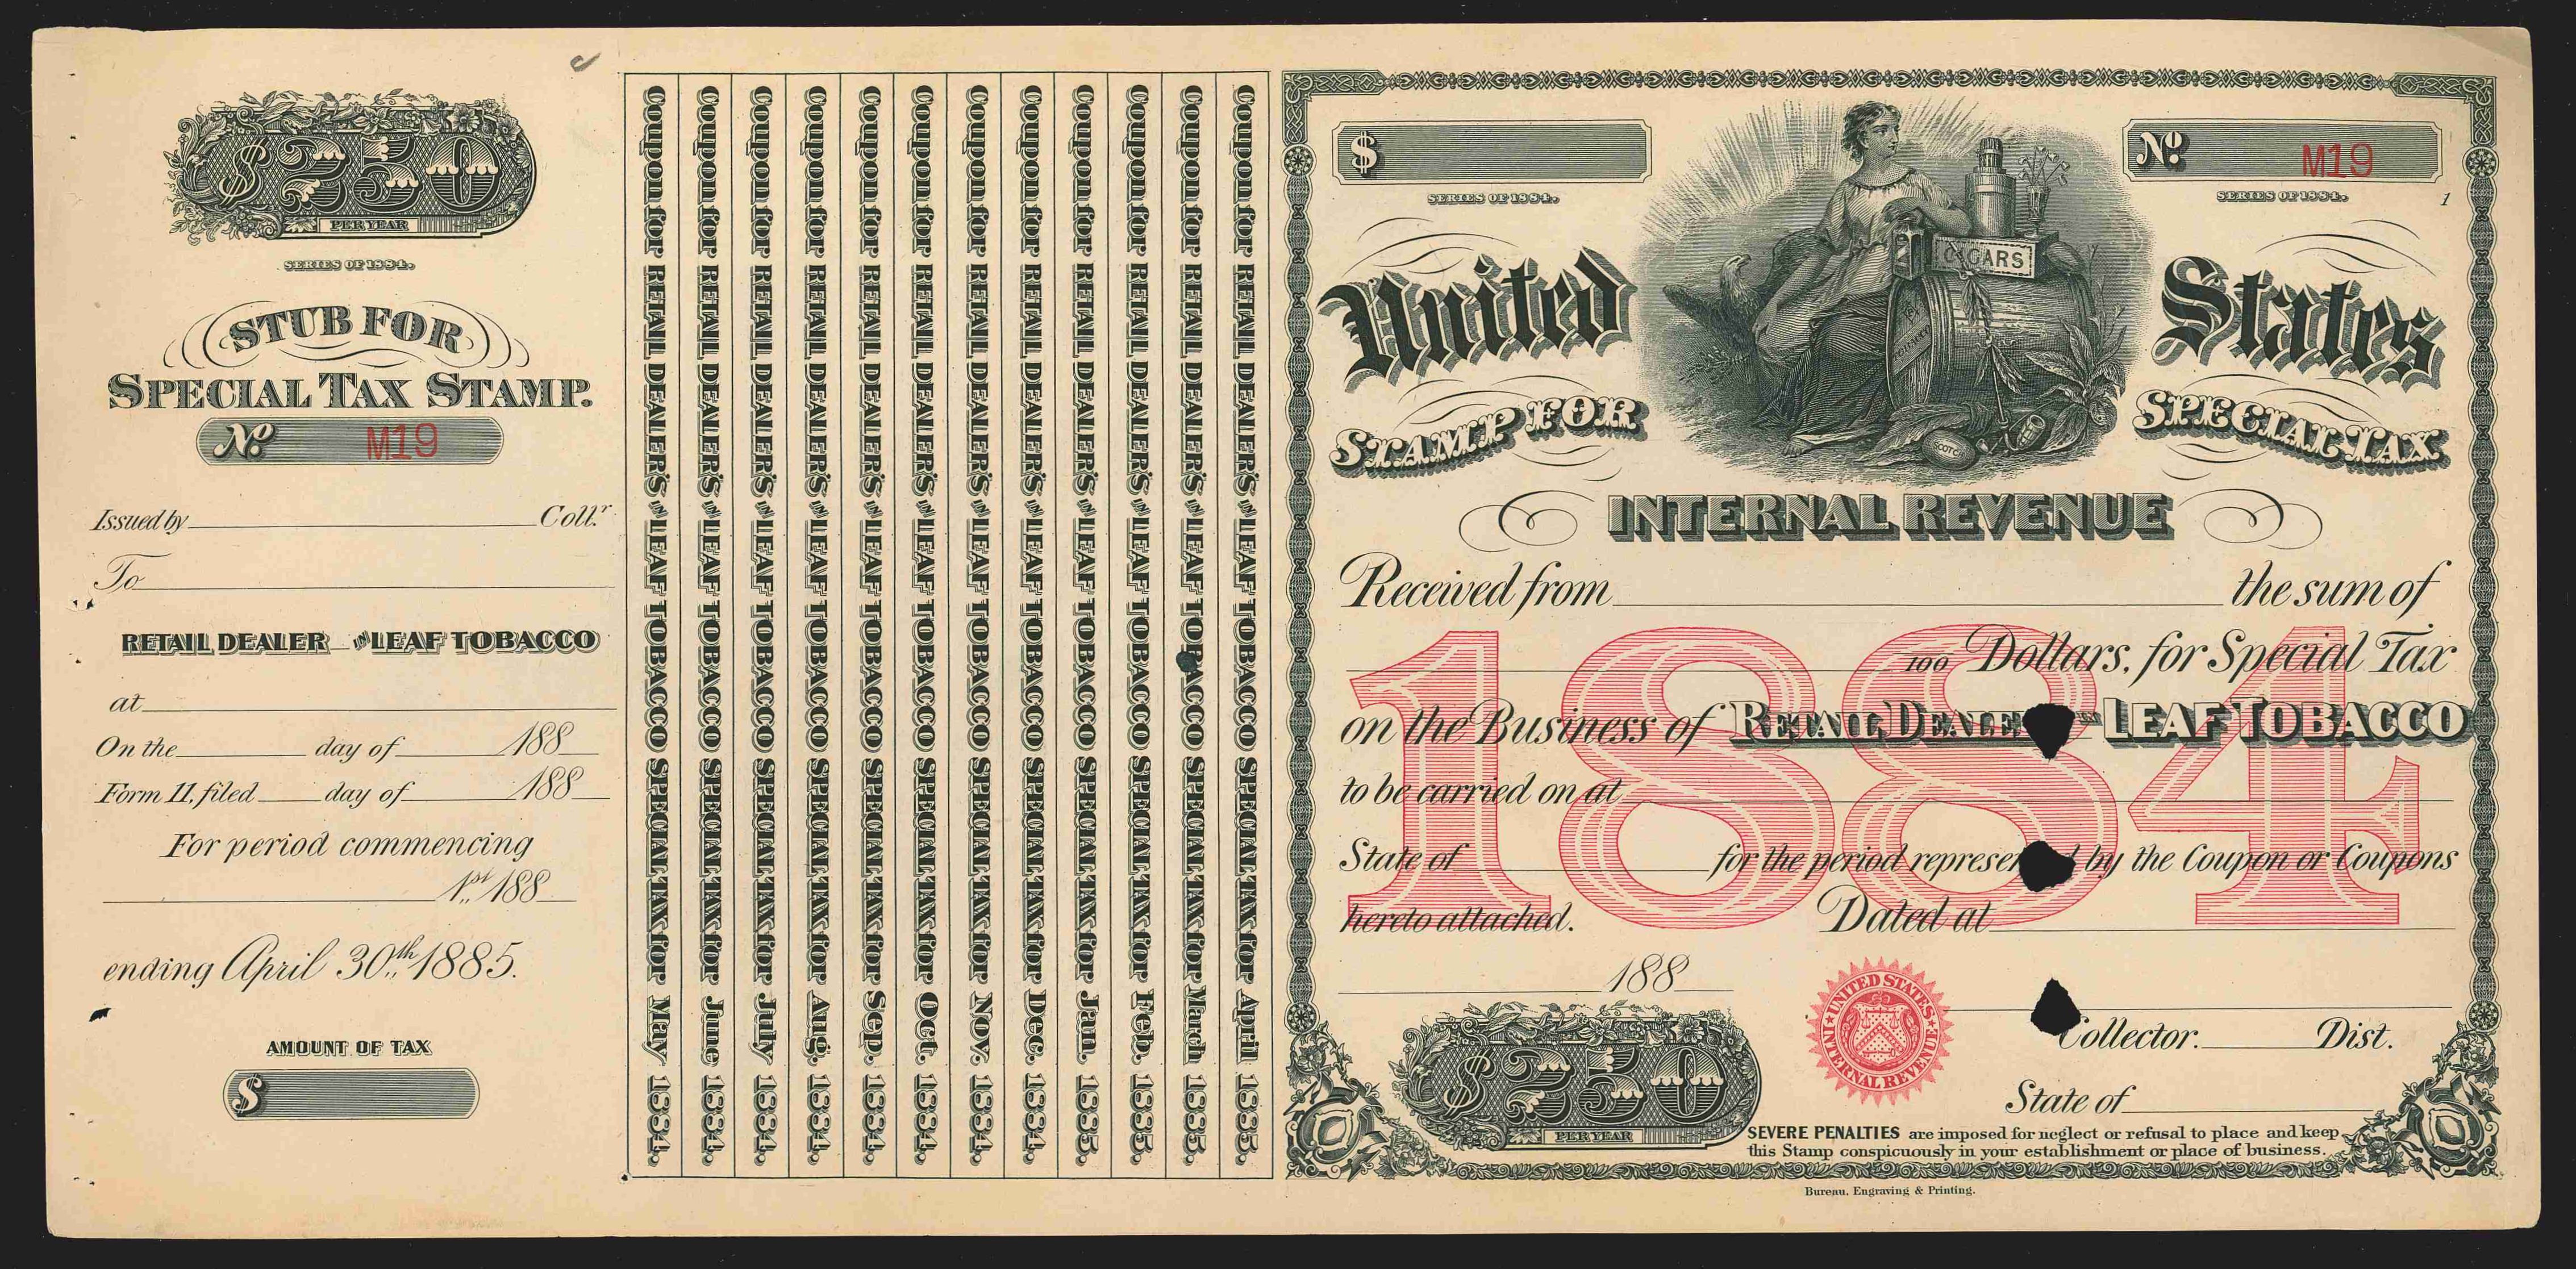 $250
PER YEAR
SERIES OF 1884.
STUB FOR
SPECIAL TAX STAMP.
No. M19
Issued by Collr.
To
RETAIL DEALER IN LEAF TOBACCO
at
On the day of 188
Form 11, filed day of 188
For period commencing
1st 188
ending April 30th 1885.
AMOUNT OF TAX
$
Coupon for RETAIL DEALER'S IN LEAF TOBACCO SPECIAL TAX for May 1884.
Coupon for RETAIL DEALER'S IN LEAF TOBACCO SPECIAL TAX for June 1884.
Coupon for RETAIL DEALER'S IN LEAF TOBACCO SPECIAL TAX for July 1884.
Coupon for RETAIL DEALER'S IN LEAF TOBACCO SPECIAL TAX for Aug. 1884.
Coupon for RETAIL DEALER'S IN LEAF TOBACCO SPECIAL TAX for Sep. 1884.
Coupon for RETAIL DEALER'S IN LEAF TOBACCO SPECIAL TAX for Oct. 1884.
Coupon for RETAIL DEALER'S IN LEAF TOBACCO SPECIAL TAX for Nov. 1884.
Coupon for RETAIL DEALER'S IN LEAF TOBACCO SPECIAL TAX for Dec. 1884.
Coupon for RETAIL DEALER'S IN LEAF TOBACCO SPECIAL TAX for Jan. 1885.
Coupon for RETAIL DEALER'S IN LEAF TOBACCO SPECIAL TAX for Feb. 1885.
Coupon for RETAIL DEALER'S IN LEAF TOBACCO SPECIAL TAX for March 1885.
Coupon for RETAIL DEALER'S IN LEAF TOBACCO SPECIAL TAX for April 1885.
$
SERIES OF 1884.
No. M19
SERIES OF 1884.
1
CIGARS
TOBACCO
SCOTCH
United States
STAMP FOR SPECIAL TAX
INTERNAL REVENUE
Received from the sum of
100 Dollars, for Special Tax
on the Business of RETAIL DEALE IN LEAF TOBACCO
to be carried on at
State of for the period represen by the Coupon or Coupons
hereto attached. Dated at
1884
188
UNITED STATES INTERNAL REVENUE
Collector. Dist.
State of
$250
PER YEAR
SEVERE PENALTIES are imposed for neglect or refusal to place and keep
this Stamp conspicuously in your establishment or place of business.
Bureau, Engraving & Printing.